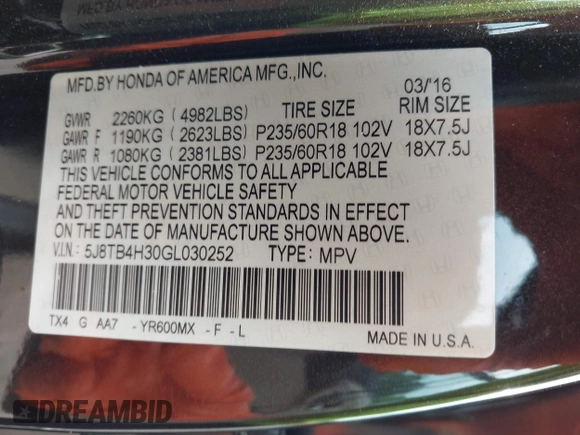 MFD.BY HONDA OF AMERICA MFG.,INC.
03/'16
GVWR 2260KG (4982LBS) TIRE SIZE RIM SIZE
GAWR F 1190KG (2623LBS) P235/60R18 102V 18X7.5J
GAWR R 1080KG (2381LBS) P235/60R18 102V 18X7.5J
THIS VEHICLE CONFORMS TO ALL APPLICABLE
FEDERAL MOTOR VEHICLE SAFETY
AND THEFT PREVENTION STANDARDS IN EFFECT
ON THE DATE OF MANUFACTURE SHOWN ABOVE.
V.I.N.: 5J8TB4H30GL030252 TYPE: MPV
TX4 G AA7 - YR600MX - F - L
MADE IN U.S.A.
DREAMBID